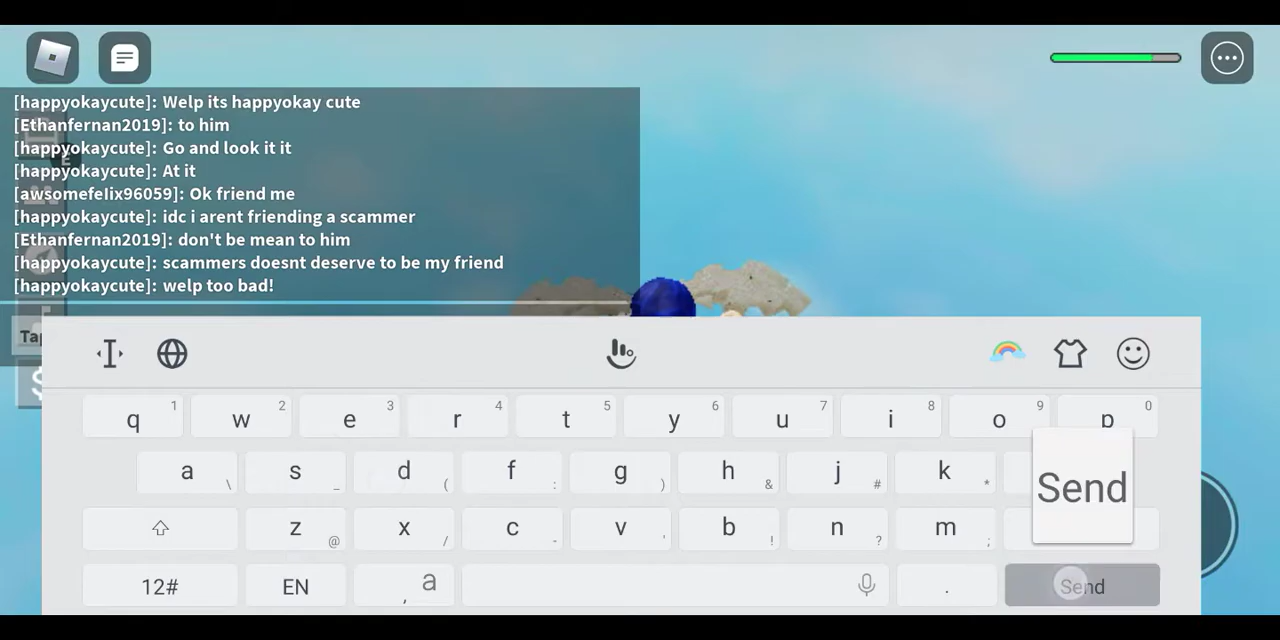 [happyokaycute]: Welp its happyokay cute
[Ethanfernan2019]: to him
[happyokaycute]: Go and look it it
[happyokaycute]: At it
[awsomefelix96059]: Ok friend me
[happyokaycute]: idc i arent friending a scammer
[Ethanfernan2019]: don't be mean to him
[happyokaycute]: scammers doesnt deserve to be my friend
[happyokaycute]: welp too bad!
Tap
$
q 1 w 2 e 3 r 4 t 5 y 6 u 7 i 8 o 9 p 0
a \ s _ d ( f : g ) h & j # k * Send
z @ x / c - v ' b ! n ? m ;
12# EN , a . Send